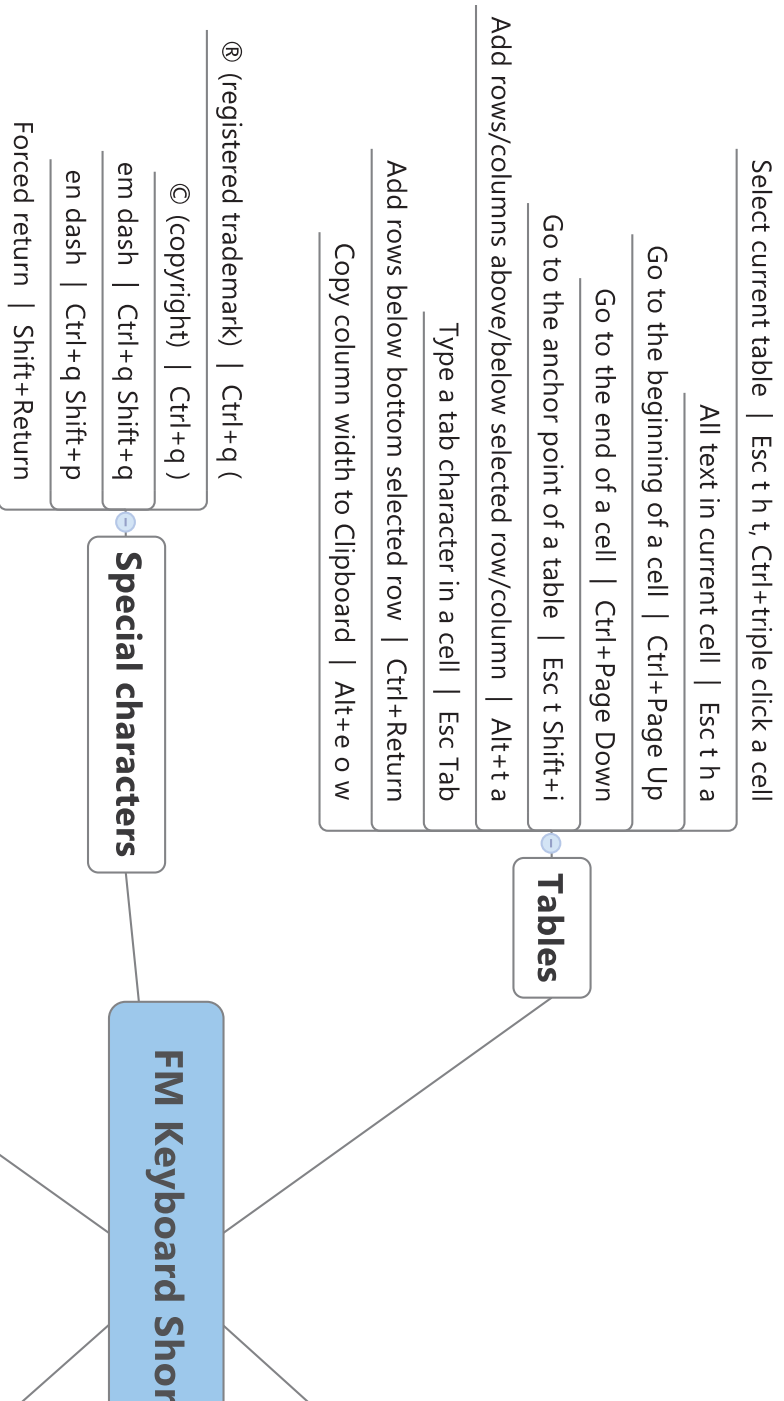 Select current table | Esc t h t, Ctrl+triple click a cell
All text in current cell | Esc t h a
Go to the beginning of a cell | Ctrl+Page Up
Go to the end of a cell | Ctrl+Page Down
Go to the anchor point of a table | Esc t Shift+i
Add rows/columns above/below selected row/column | Alt+t a
Type a tab character in a cell | Esc Tab
Add rows below bottom selected row | Ctrl+Return
Copy column width to Clipboard | Alt+e o w
Tables
® (registered trademark) | Ctrl+q (
© (copyright) | Ctrl+q )
em dash | Ctrl+q Shift+q
en dash | Ctrl+q Shift+p
Forced return | Shift+Return
Special characters
FM Keyboard Shor